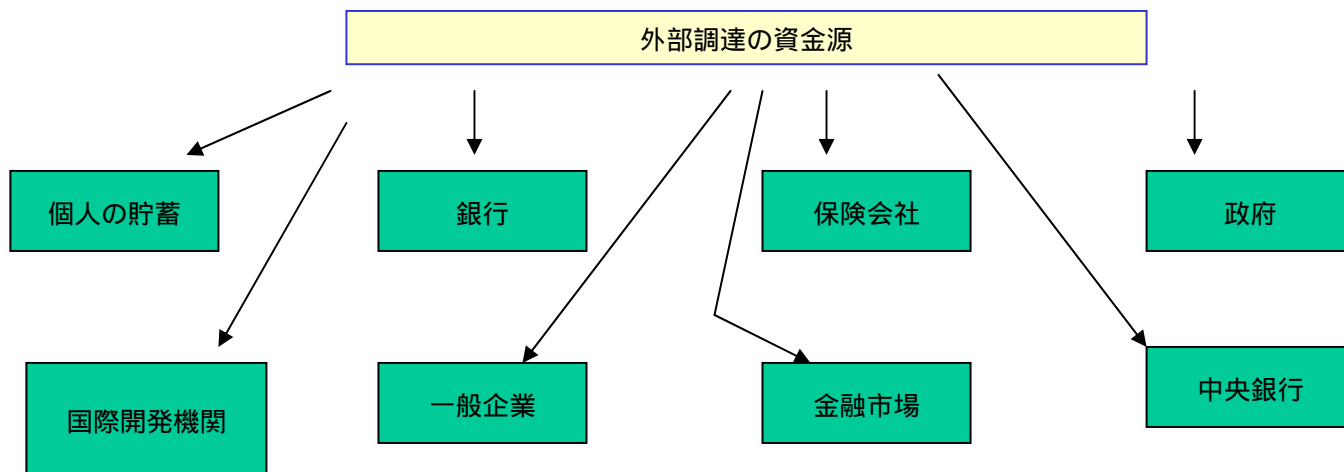 外部調達の資金源
個人の貯蓄
銀行
保険会社
政府
国際開発機関
一般企業
金融市場
中央銀行